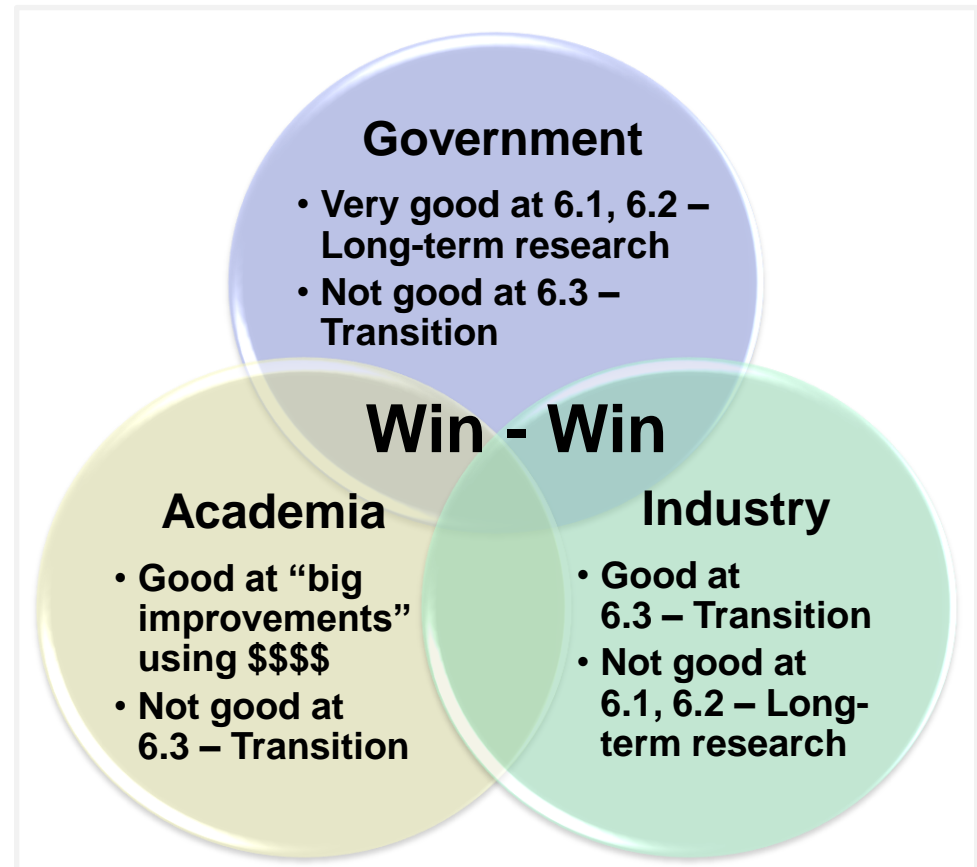 Government
• Very good at 6.1, 6.2 –
Long-term research
• Not good at 6.3 –
Transition
Win - Win
Academia
• Good at “big
improvements”
using $$$$
• Not good at
6.3 – Transition
Industry
• Good at
6.3 – Transition
• Not good at
6.1, 6.2 – Long-
term research